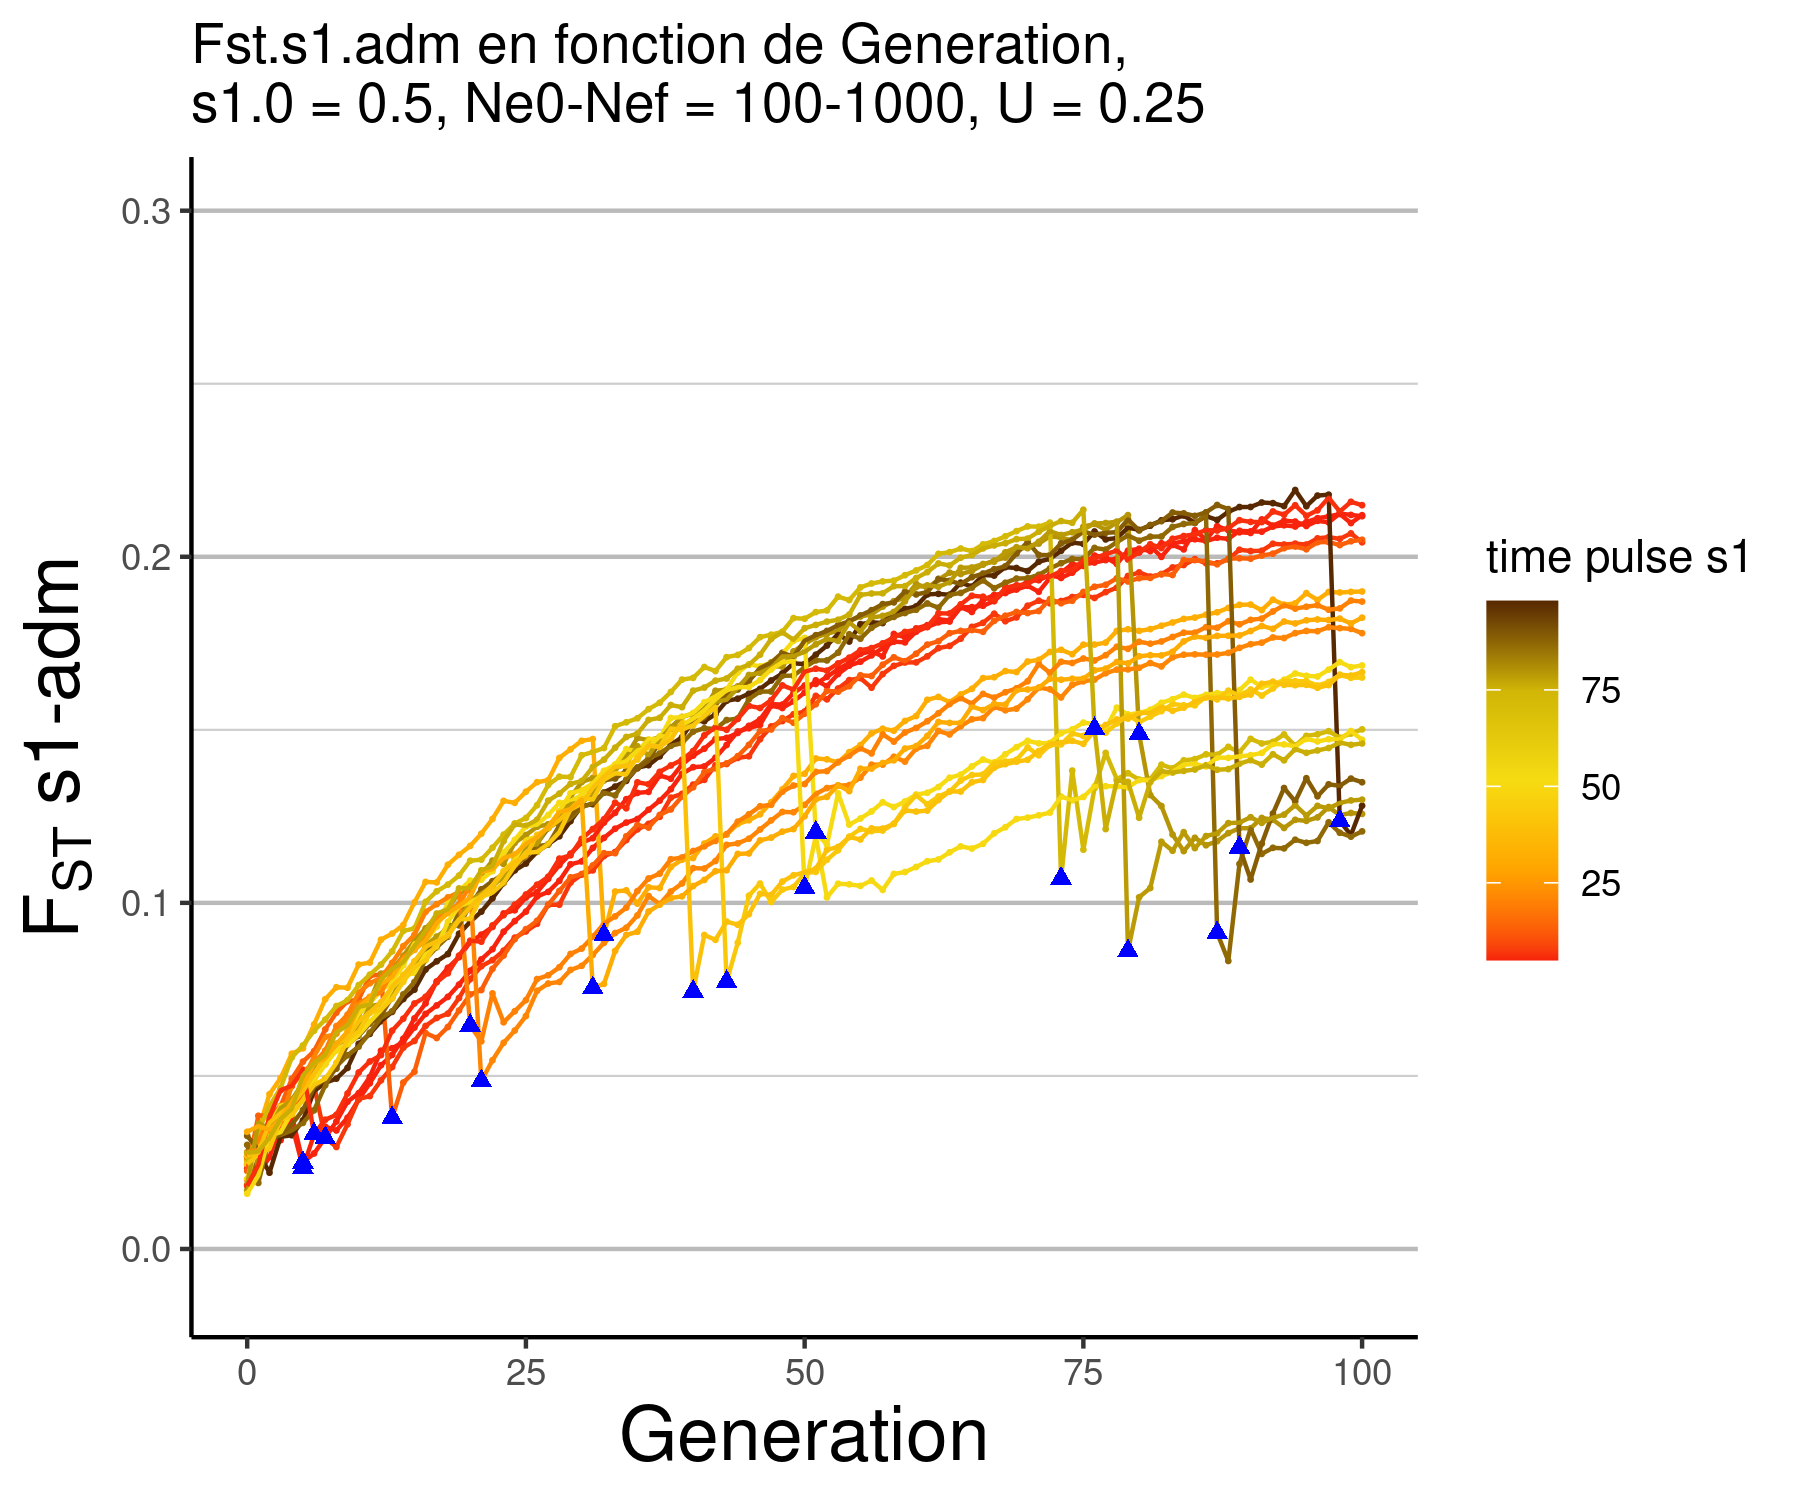 Fst.s1.adm en fonction de Generation,
s1.0 = 0.5, Ne0-Nef = 100-1000, U = 0.25
0.3
0.2
0.1
0.0
FST s1-adm
0 25 50 75 100
Generation
time pulse s1
75
50
25